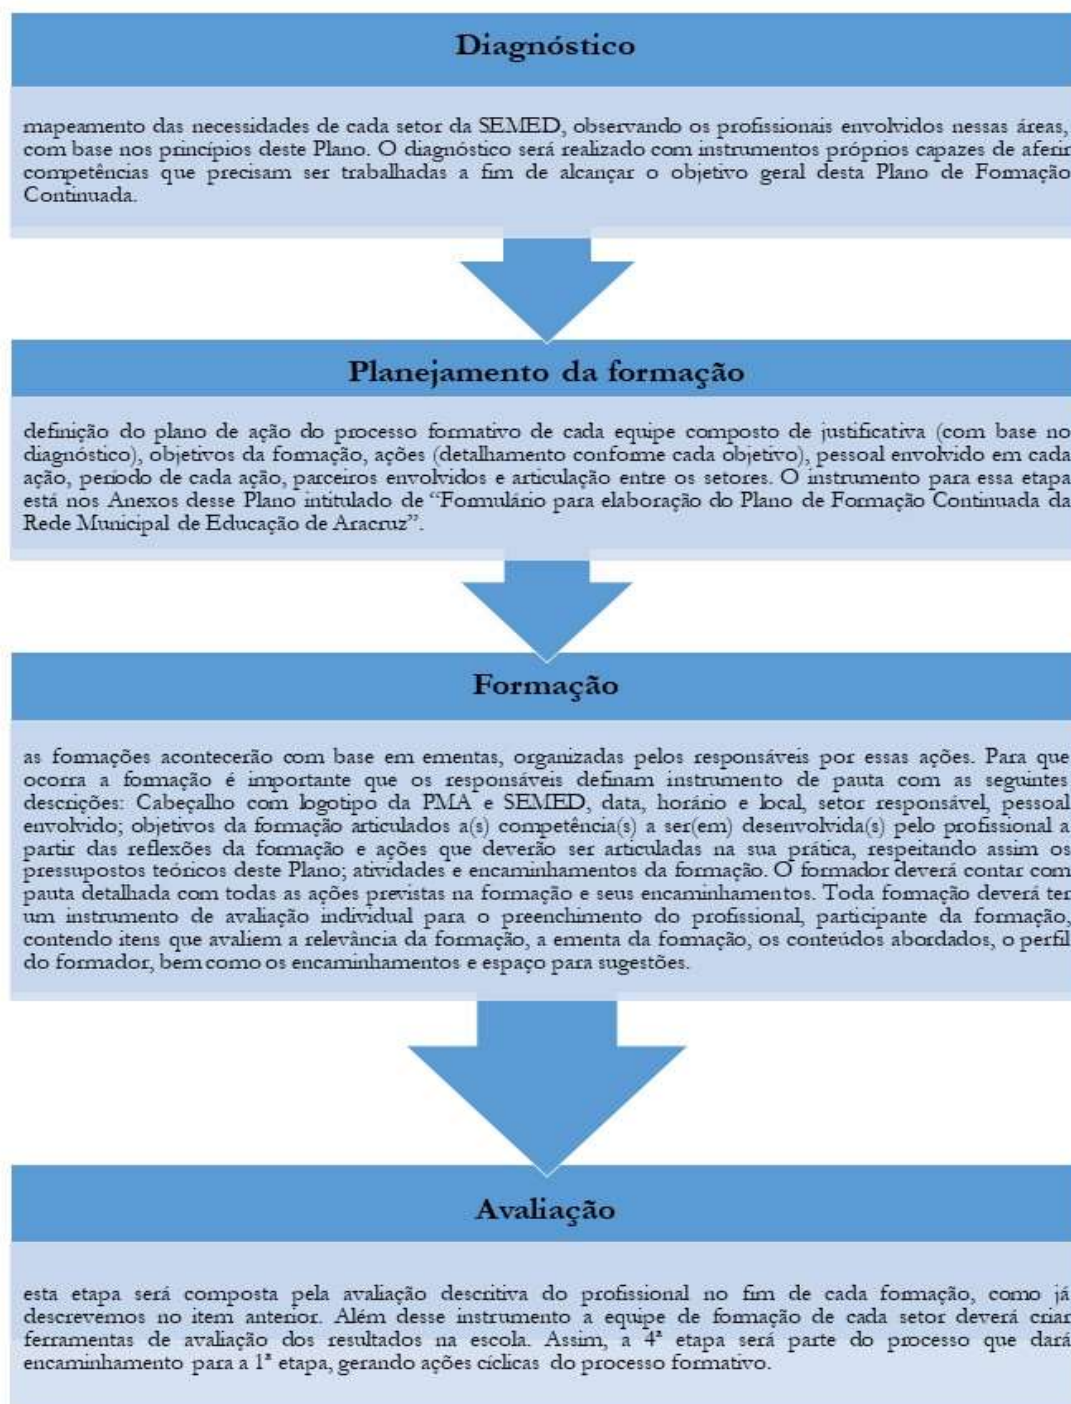 Diagnóstico
mapeamento das necessidades de cada setor da SEMED, observando os profissionais envolvidos nessas áreas,
com base nos princípios deste Plano. O diagnóstico será realizado com instrumentos próprios capazes de aferir
competências que precisam ser trabalhadas a fim de alcançar o objetivo geral desta Plano de Formação
Continuada.
Planejamento da formação
definição do plano de ação do processo formativo de cada equipe composto de justificativa (com base no
diagnóstico), objetivos da formação, ações (detalhamento conforme cada objetivo), pessoal envolvido em cada
ação, período de cada ação, parceiros envolvidos e articulação entre os setores. O instrumento para essa etapa
está nos Anexos desse Plano intitulado de “Formulário para elaboração do Plano de Formação Continuada da
Rede Municipal de Educação de Aracruz”.
Formação
as formações acontecerão com base em ementas, organizadas pelos responsáveis por essas ações. Para que
ocorra a formação é importante que os responsáveis definam instrumento de pauta com as seguintes
descrições: Cabeçalho com logotipo da PMA e SEMED, data, horário e local, setor responsável, pessoal
envolvido; objetivos da formação articulados a(s) competência(s) a ser(em) desenvolvida(s) pelo profissional a
partir das reflexões da formação e ações que deverão ser articuladas na sua prática, respeitando assim os
pressupostos teóricos deste Plano; atividades e encaminhamentos da formação. O formador deverá contar com
pauta detalhada com todas as ações previstas na formação e seus encaminhamentos. Toda formação deverá ter
um instrumento de avaliação individual para o preenchimento do profissional, participante da formação,
contendo itens que avaliem a relevância da formação, a ementa da formação, os conteúdos abordados, o perfil
do formador, bem como os encaminhamentos e espaço para sugestões.
Avaliação
esta etapa será composta pela avaliação descritiva do profissional no fim de cada formação, como já
descrevemos no item anterior. Além desse instrumento a equipe de formação de cada setor deverá criar
ferramentas de avaliação dos resultados na escola. Assim, a 4ª etapa será parte do processo que dará
encaminhamento para a 1ª etapa, gerando ações cíclicas do processo formativo.